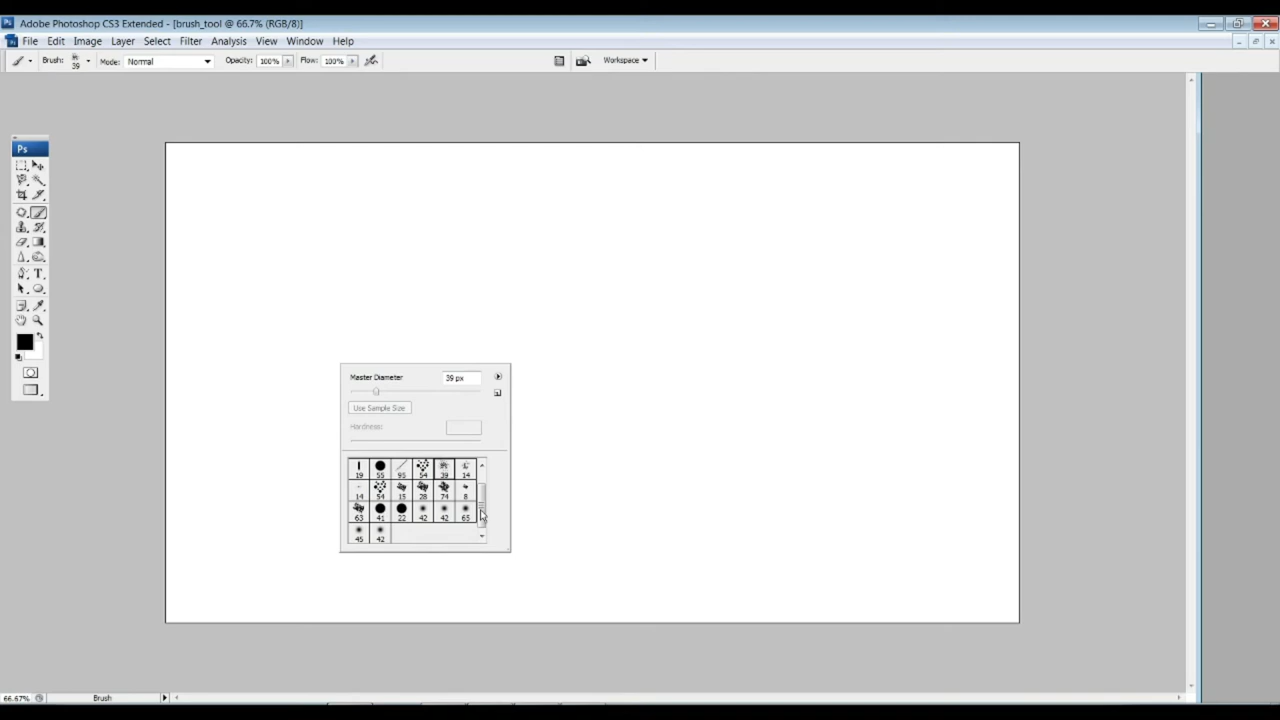 Ps Adobe Photoshop CS3 Extended - [brush_tool @ 66.7% (RGB/8)]
File Edit Image Layer Select Filter Analysis View Window Help
Brush: 39 Mode: Normal Opacity: 100% Flow: 100% Workspace
Ps
Master Diameter 39 px
Use Sample Size
Hardness:
19 55 95 54 39 14
14 54 15 28 74 8
63 41 22 42 42 65
45 42
66.67% Brush